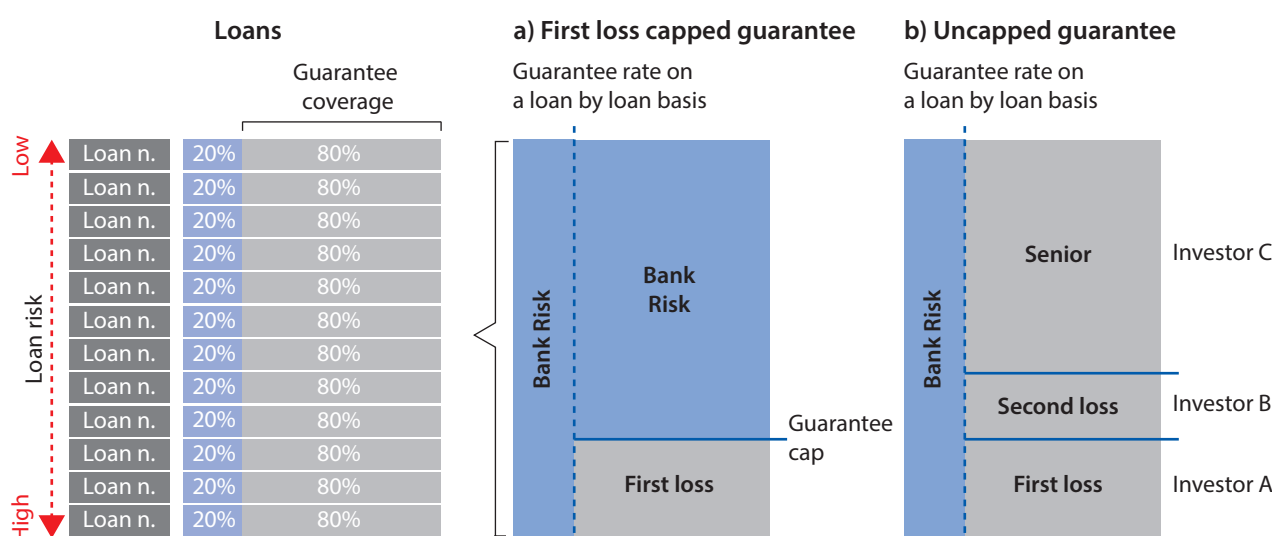 Loans
Guarantee
coverage
Low
Loan risk
High
Loan n. 20% 80%
Loan n. 20% 80%
Loan n. 20% 80%
Loan n. 20% 80%
Loan n. 20% 80%
Loan n. 20% 80%
Loan n. 20% 80%
Loan n. 20% 80%
Loan n. 20% 80%
Loan n. 20% 80%
Loan n. 20% 80%
Loan n. 20% 80%
a) First loss capped guarantee
Guarantee rate on
a loan by loan basis
Bank Risk
Bank
Risk
Guarantee
cap
First loss
b) Uncapped guarantee
Guarantee rate on
a loan by loan basis
Bank Risk
Senior
Investor C
Second loss
Investor B
First loss
Investor A